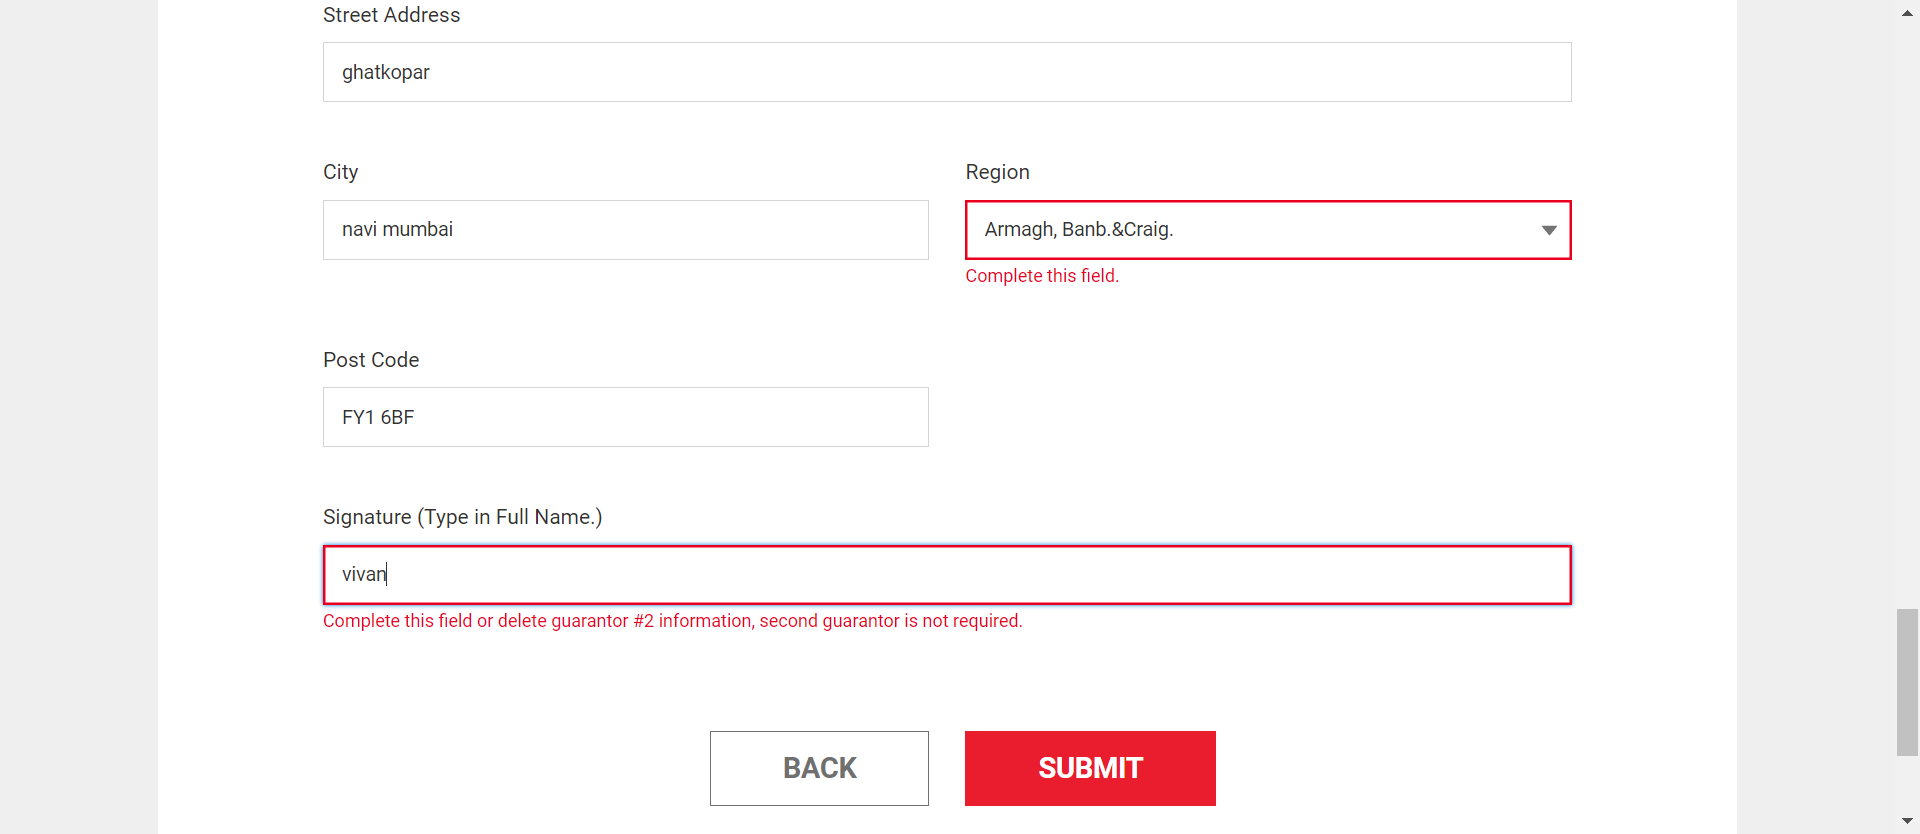 Street Address
ghatkopar
City
Region
navi mumbai
Armagh, Banb.&Craig.
Complete this field.
Post Code
FY1 6BF
Signature (Type in Full Name.)
vivan
Complete this field or delete guarantor #2 information, second guarantor is not required.
BACK
SUBMIT